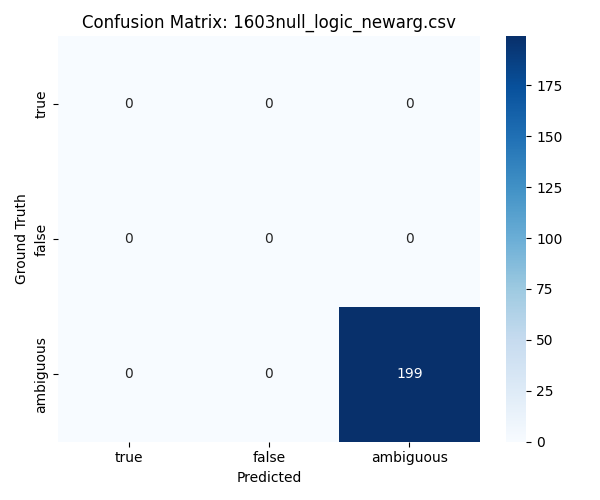 Confusion Matrix: 1603null_logic_newarg.csv
Ground Truth
true
0 0 0
false
0 0 0
ambiguous
0 0 199
true false ambiguous
Predicted
175
150
125
100
75
50
25
0